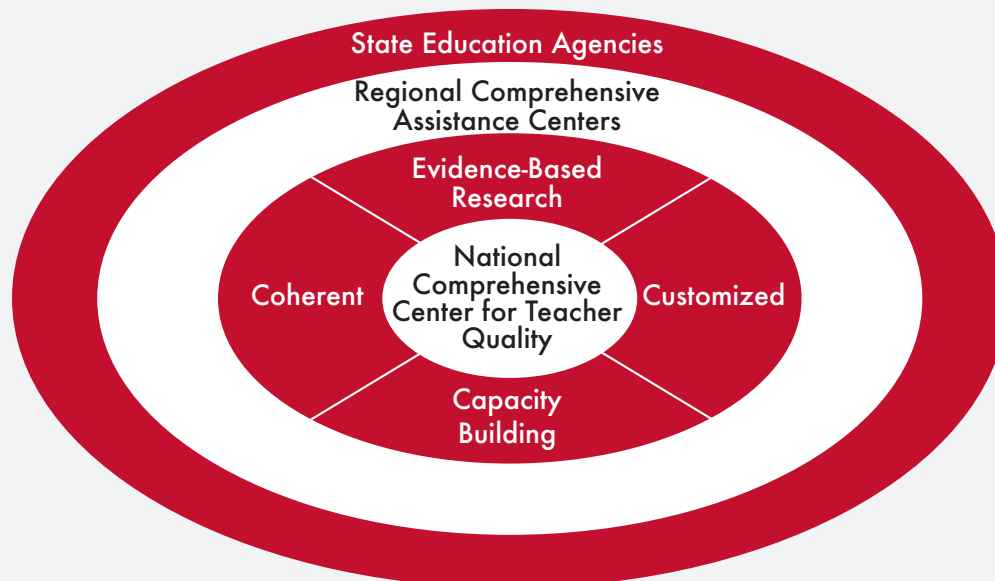 State Education Agencies
Regional Comprehensive
Assistance Centers
Evidence-Based
Research
National
Comprehensive
Center for Teacher
Quality
Coherent
Customized
Capacity
Building